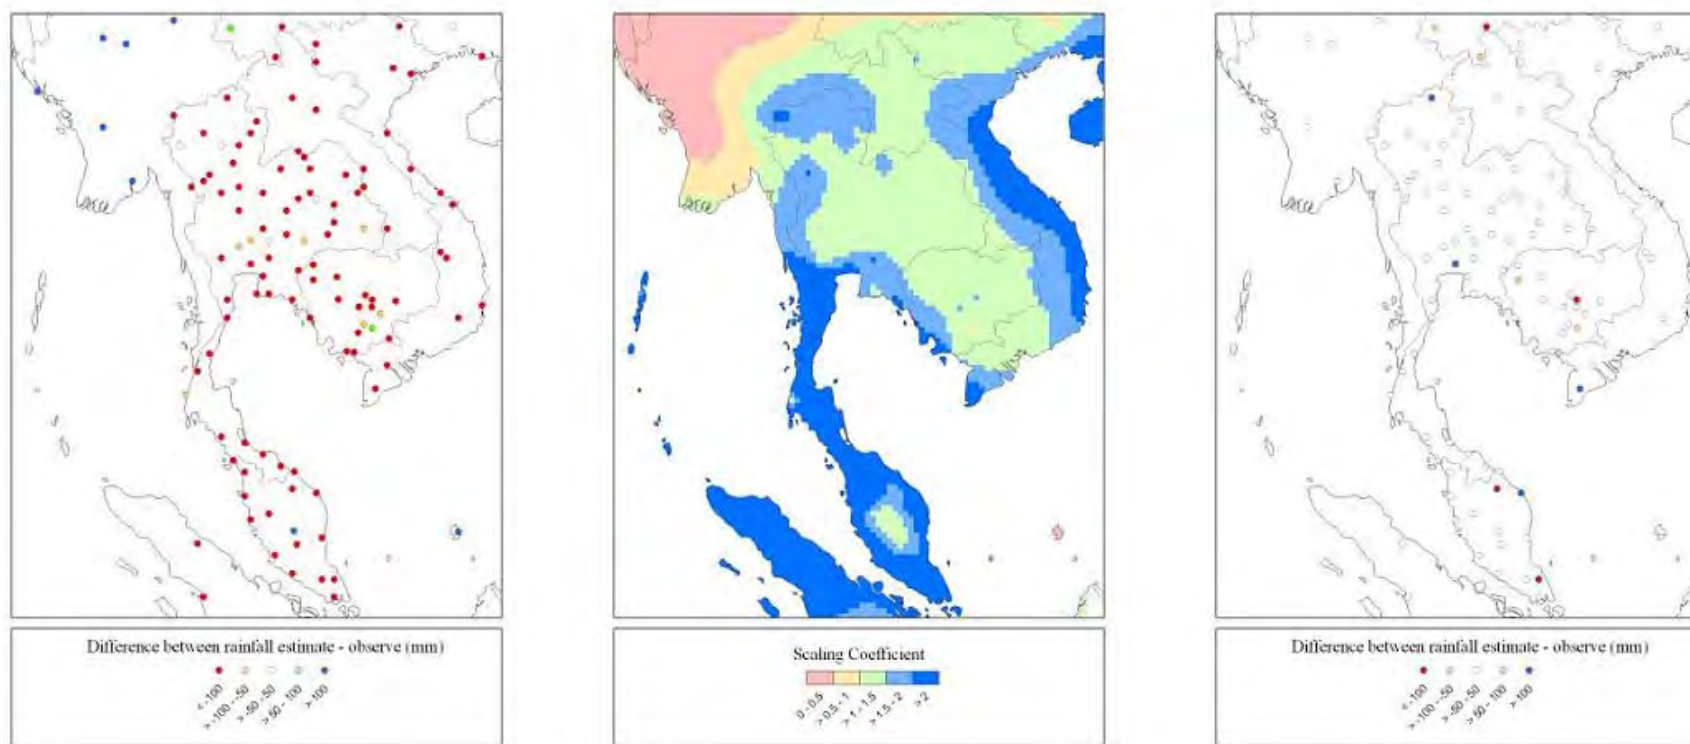 Difference between rainfall estimate - observe (mm)
< -100
> -100 - -50
> -50 - 50
> 50 - 100
> 100
Scaling Coefficient
0 - 0.5
> 0.5 - 1
> 1 - 1.5
> 1.5 - 2
> 2
Difference between rainfall estimate - observe (mm)
< -100
> -100 - -50
> -50 - 50
> 50 - 100
> 100